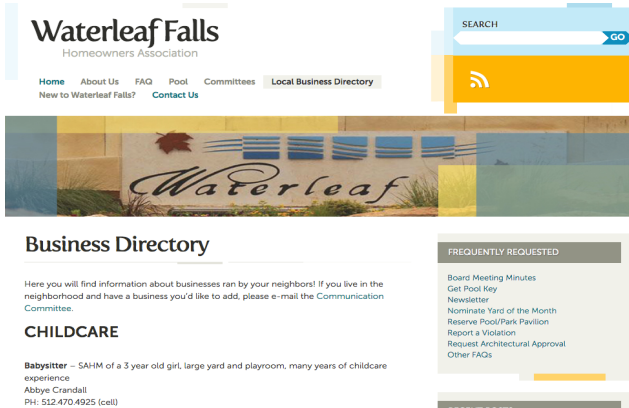 Waterleaf Falls
Homeowners Association
SEARCH
GO
Home About Us FAQ Pool Committees Local Business Directory
New to Waterleaf Falls? Contact Us
Waterleaf
Business Directory
Here you will find information about businesses ran by your neighbors! If you live in the
neighborhood and have a business you'd like to add, please e-mail the Communication
Committee.
CHILDCARE
Babysitter – SAHM of a 3 year old girl, large yard and playroom, many years of childcare
experience
Abbye Crandall
PH: 512.470.4925 (cell)
FREQUENTLY REQUESTED
Board Meeting Minutes
Get Pool Key
Newsletter
Nominate Yard of the Month
Reserve Pool/Park Pavilion
Report a Violation
Request Architectural Approval
Other FAQs